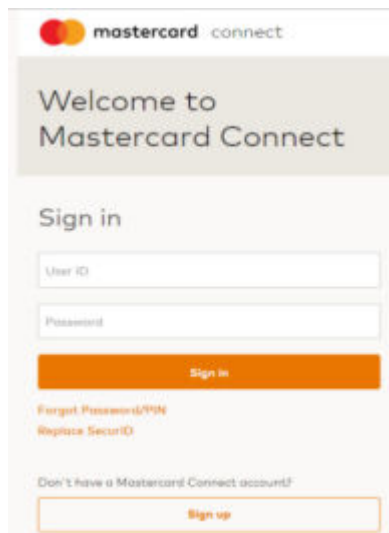 mastercard connect
Welcome to
Mastercard Connect
Sign in
User ID
Password
Sign in
Forgot Password/PIN
Replace SecurID
Don't have a Mastercard Connect account?
Sign up